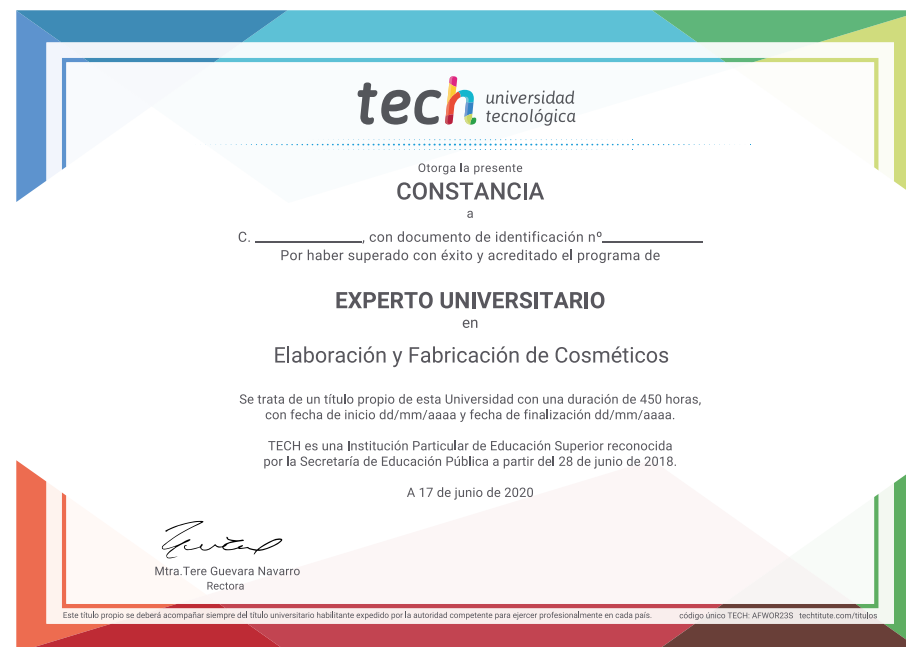 tech universidad
tecnológica
Otorga la presente
CONSTANCIA
a
C. ____________, con documento de identificación nº____________
Por haber superado con éxito y acreditado el programa de
EXPERTO UNIVERSITARIO
en
Elaboración y Fabricación de Cosméticos
Se trata de un título propio de esta Universidad con una duración de 450 horas,
con fecha de inicio dd/mm/aaaa y fecha de finalización dd/mm/aaaa.
TECH es una Institución Particular de Educación Superior reconocida
por la Secretaría de Educación Pública a partir del 28 de junio de 2018.
A 17 de junio de 2020
Mtra.Tere Guevara Navarro
Rectora
Este título propio se deberá acompañar siempre del título universitario habilitante expedido por la autoridad competente para ejercer profesionalmente en cada país. código único TECH: AFWOR23S techtitute.com/titulos